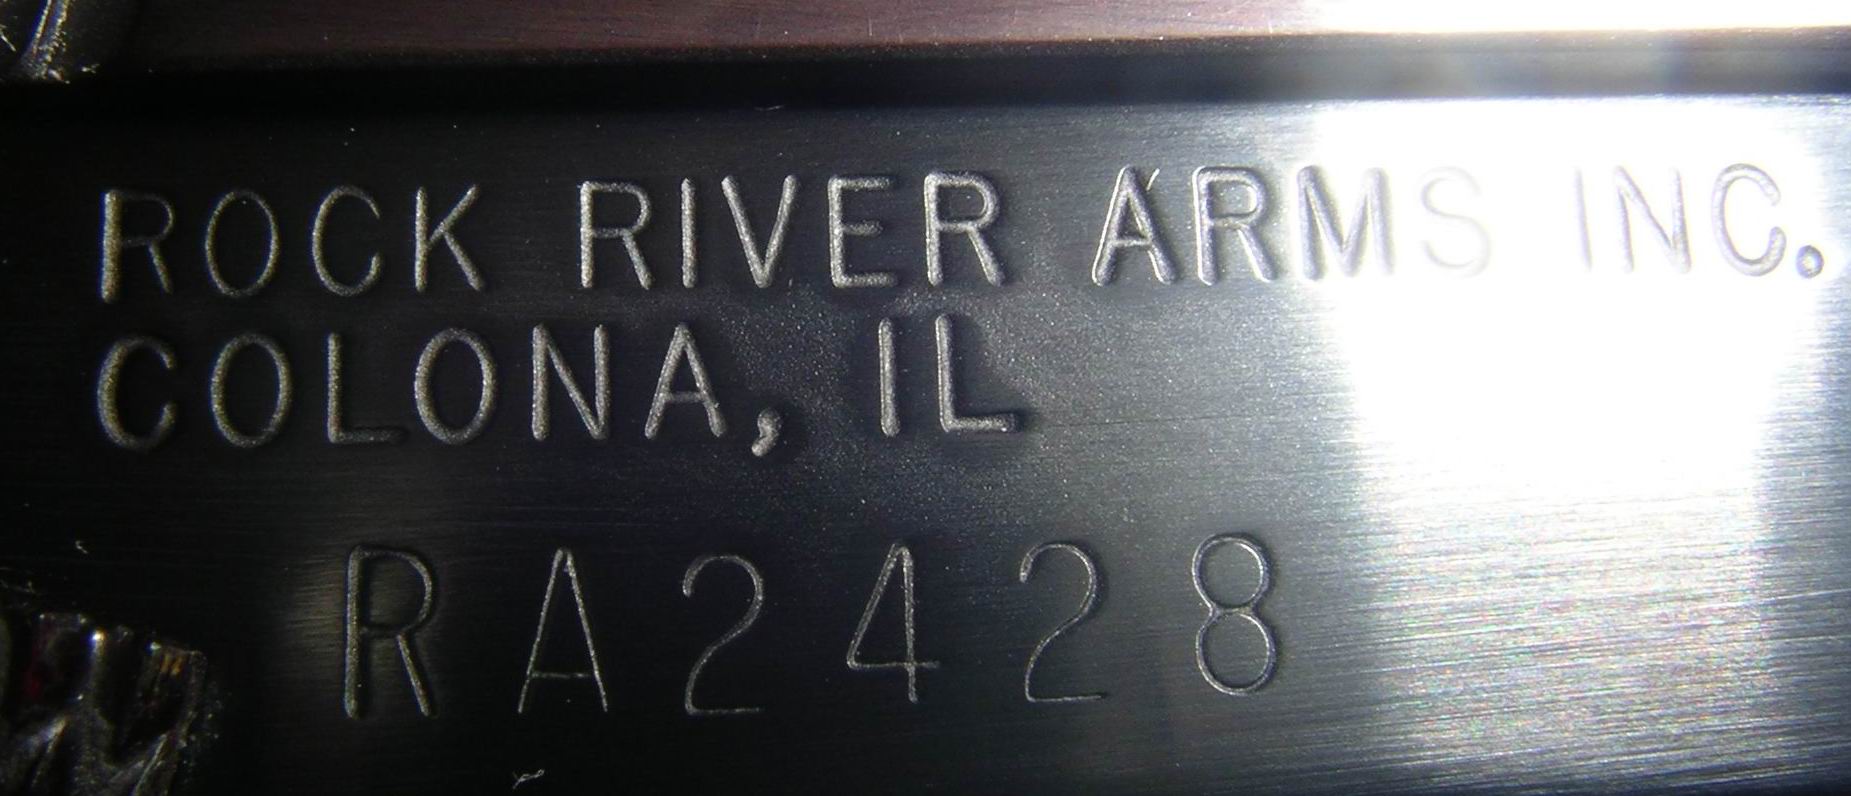 ROCK RIVER ARMS INC.
COLONA, IL
RA2428